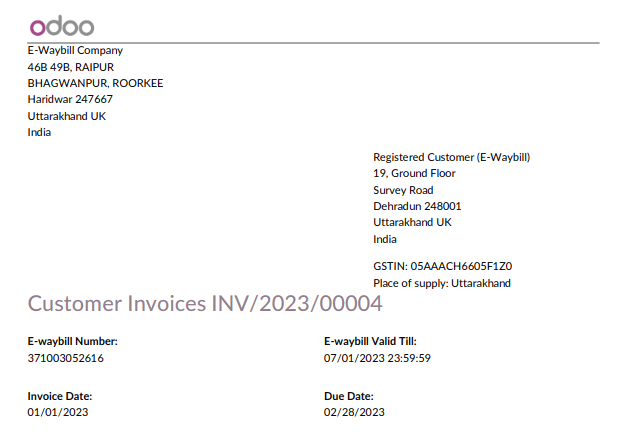 odoo
E-Waybill Company
46B 49B, RAIPUR
BHAGWANPUR, ROORKEE
Haridwar 247667
Uttarakhand UK
India
Registered Customer (E-Waybill)
19, Ground Floor
Survey Road
Dehradun 248001
Uttarakhand UK
India
GSTIN: 05AAACH6605F1Z0
Place of supply: Uttarakhand
Customer Invoices INV/2023/00004
E-waybill Number: E-waybill Valid Till:
371003052616 07/01/2023 23:59:59
Invoice Date: Due Date:
01/01/2023 02/28/2023